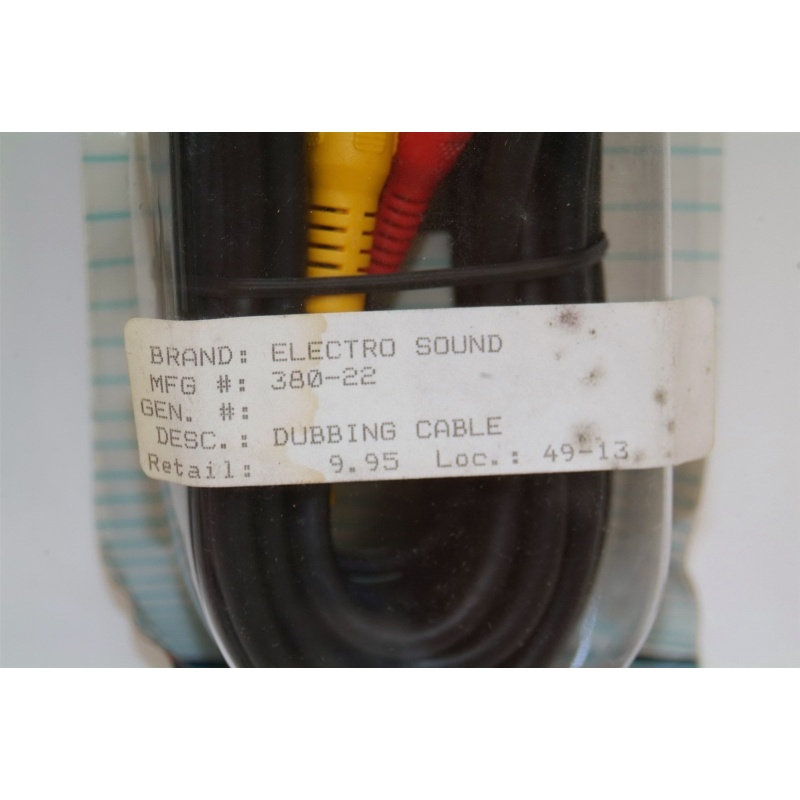 BRAND: ELECTRO SOUND
MFG #: 380-22
GEN. #:
DESC.: DUBBING CABLE
Retail: 9.95 Loc.: 49-13